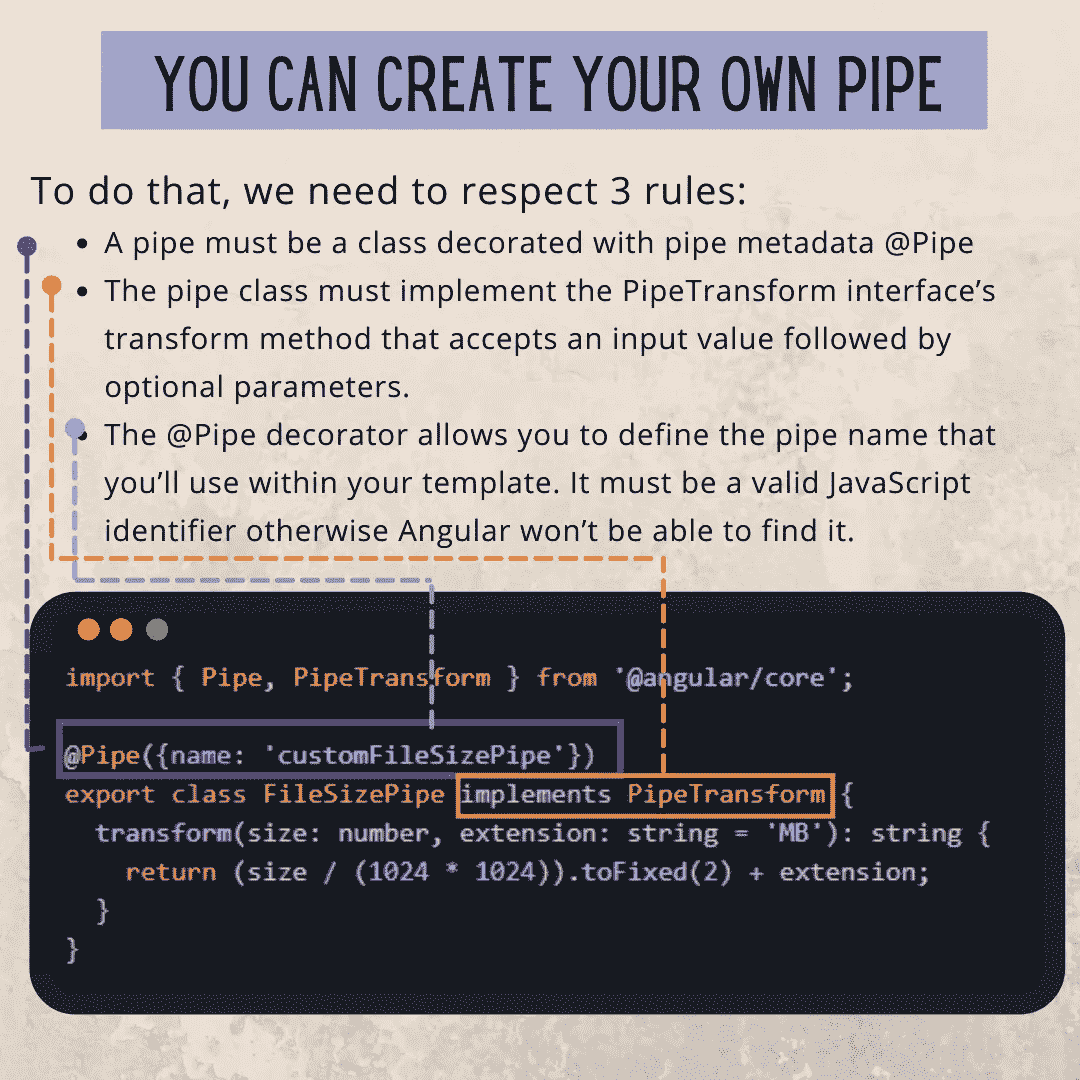 YOU CAN CREATE YOUR OWN PIPE
To do that, we need to respect 3 rules:
• A pipe must be a class decorated with pipe metadata @Pipe
• The pipe class must implement the PipeTransform interface’s
transform method that accepts an input value followed by
optional parameters.
• The @Pipe decorator allows you to define the pipe name that
you’ll use within your template. It must be a valid JavaScript
identifier otherwise Angular won’t be able to find it.
import { Pipe, PipeTransform } from '@angular/core';
@Pipe({name: 'customFileSizePipe'})
export class FileSizePipe implements PipeTransform {
  transform(size: number, extension: string = 'MB'): string {
    return (size / (1024 * 1024)).toFixed(2) + extension;
  }
}